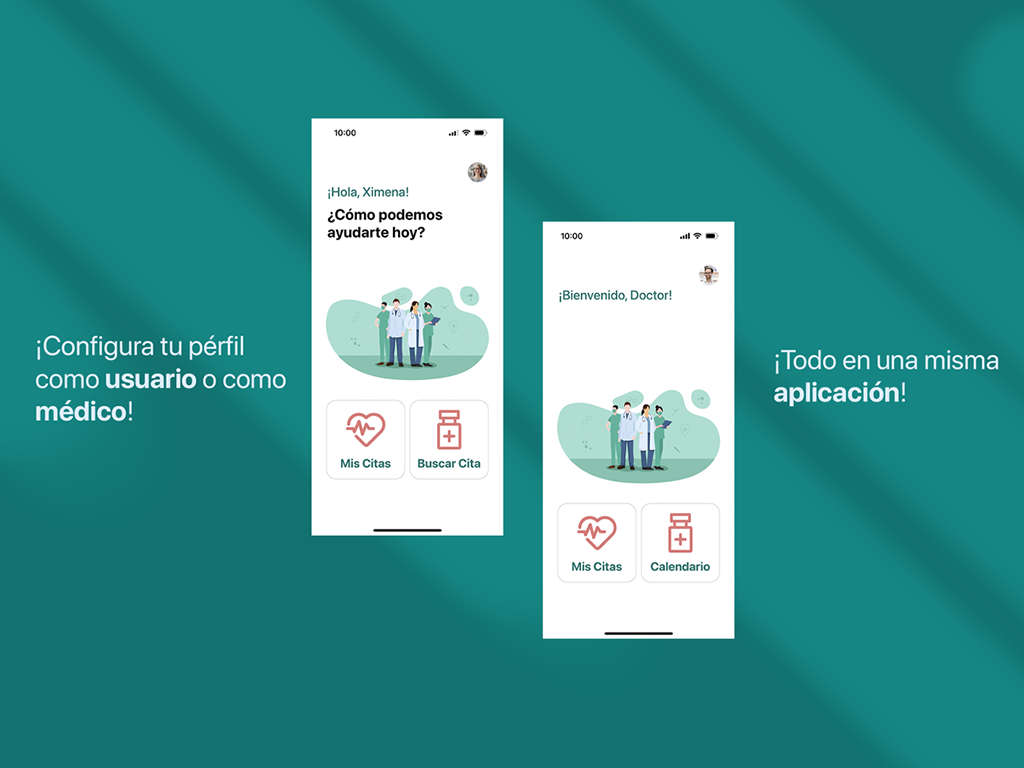 ¡Configura tu pérfil
como usuario o como
médico!
10:00
¡Hola, Ximena!
¿Cómo podemos
ayudarte hoy?
Mis Citas
Buscar Cita
10:00
¡Bienvenido, Doctor!
Mis Citas
Calendario
¡Todo en una misma
aplicación!